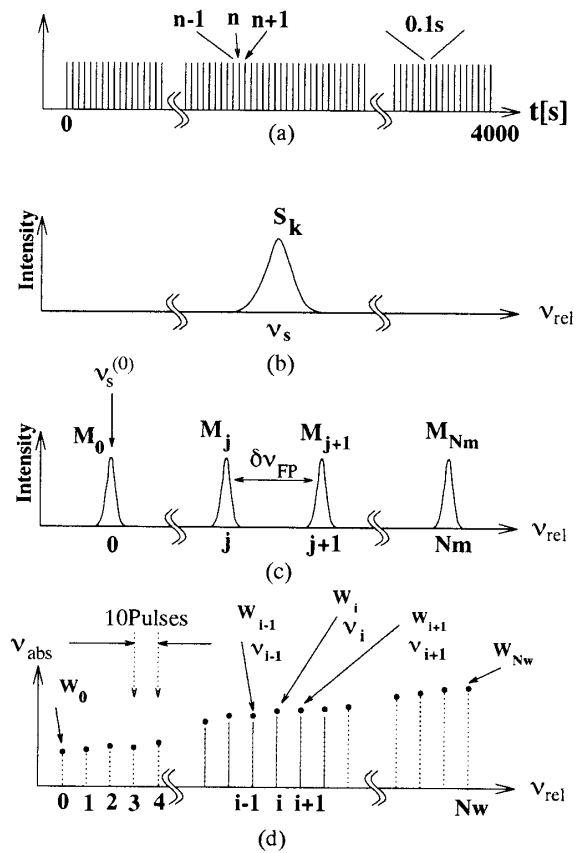 n-1 n n+1 0.1s
0 4000 t[s]
(a)
Intensity
S_k
ν_s ν_rel
(b)
ν_s^(0)
Intensity
M_0 M_j M_j+1 M_Nm
δν_FP
0 j j+1 Nm ν_rel
(c)
10Pulses
ν_abs
W_0
W_i-1 W_i W_i+1 W_Nw
ν_i-1 ν_i ν_i+1
0 1 2 3 4 i-1 i i+1 Nw ν_rel
(d)